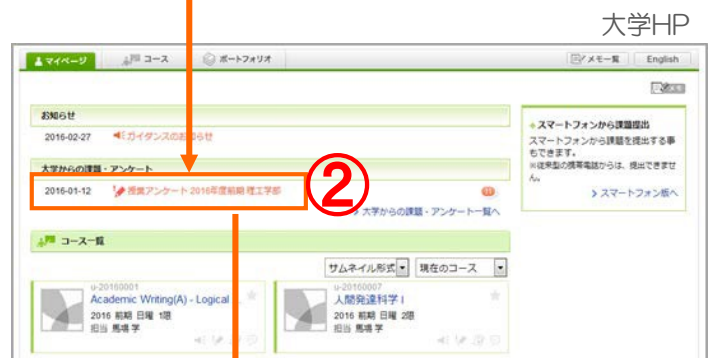 大学HP
マイページ
コース
ポートフォリオ
メモ一覧
English
お知らせ
2016-02-27 ガイダンスのお知らせ
大学からの課題・アンケート
2016-01-12 授業アンケート 2016年度前期 理工学部
②
大学からの課題・アンケート一覧へ
スマートフォンから課題提出
スマートフォンから課題を提出する事
もできます。
※従来型の携帯電話からは、提出できませ
ん。
スマートフォン版へ
コース一覧
サムネイル形式
現在のコース
u-20160001
Academic Writing(A) - Logical
2016 前期 日曜 1限
担当 馬場 学
u-20160007
人間発達科学 I
2016 前期 日曜 2限
担当 馬場 学